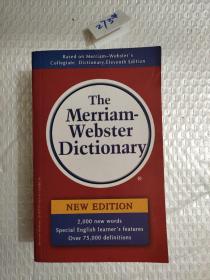 Based on Merriam-Webster's
Collegiate® Dictionary, Eleventh Edition
The
Merriam-
Webster
Dictionary
®
NEW EDITION
2,000 new words
Special English learner's features
Over 75,000 definitions